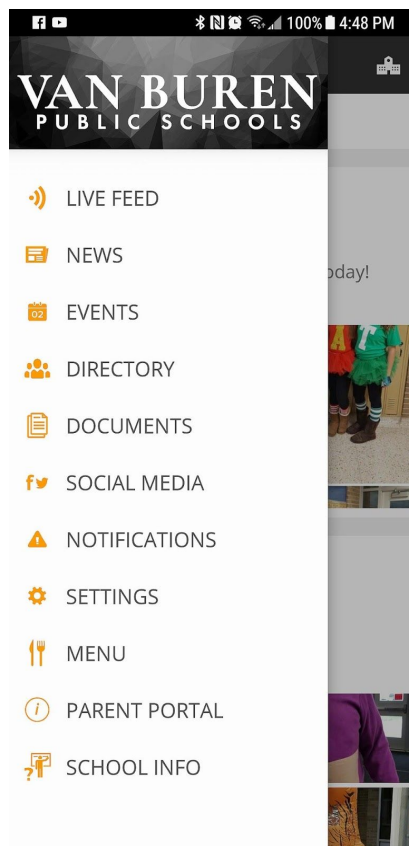 100% 4:48 PM
VAN BUREN
PUBLIC SCHOOLS
LIVE FEED
NEWS
oday!
02 EVENTS
DIRECTORY
DOCUMENTS
SOCIAL MEDIA
NOTIFICATIONS
SETTINGS
MENU
PARENT PORTAL
SCHOOL INFO